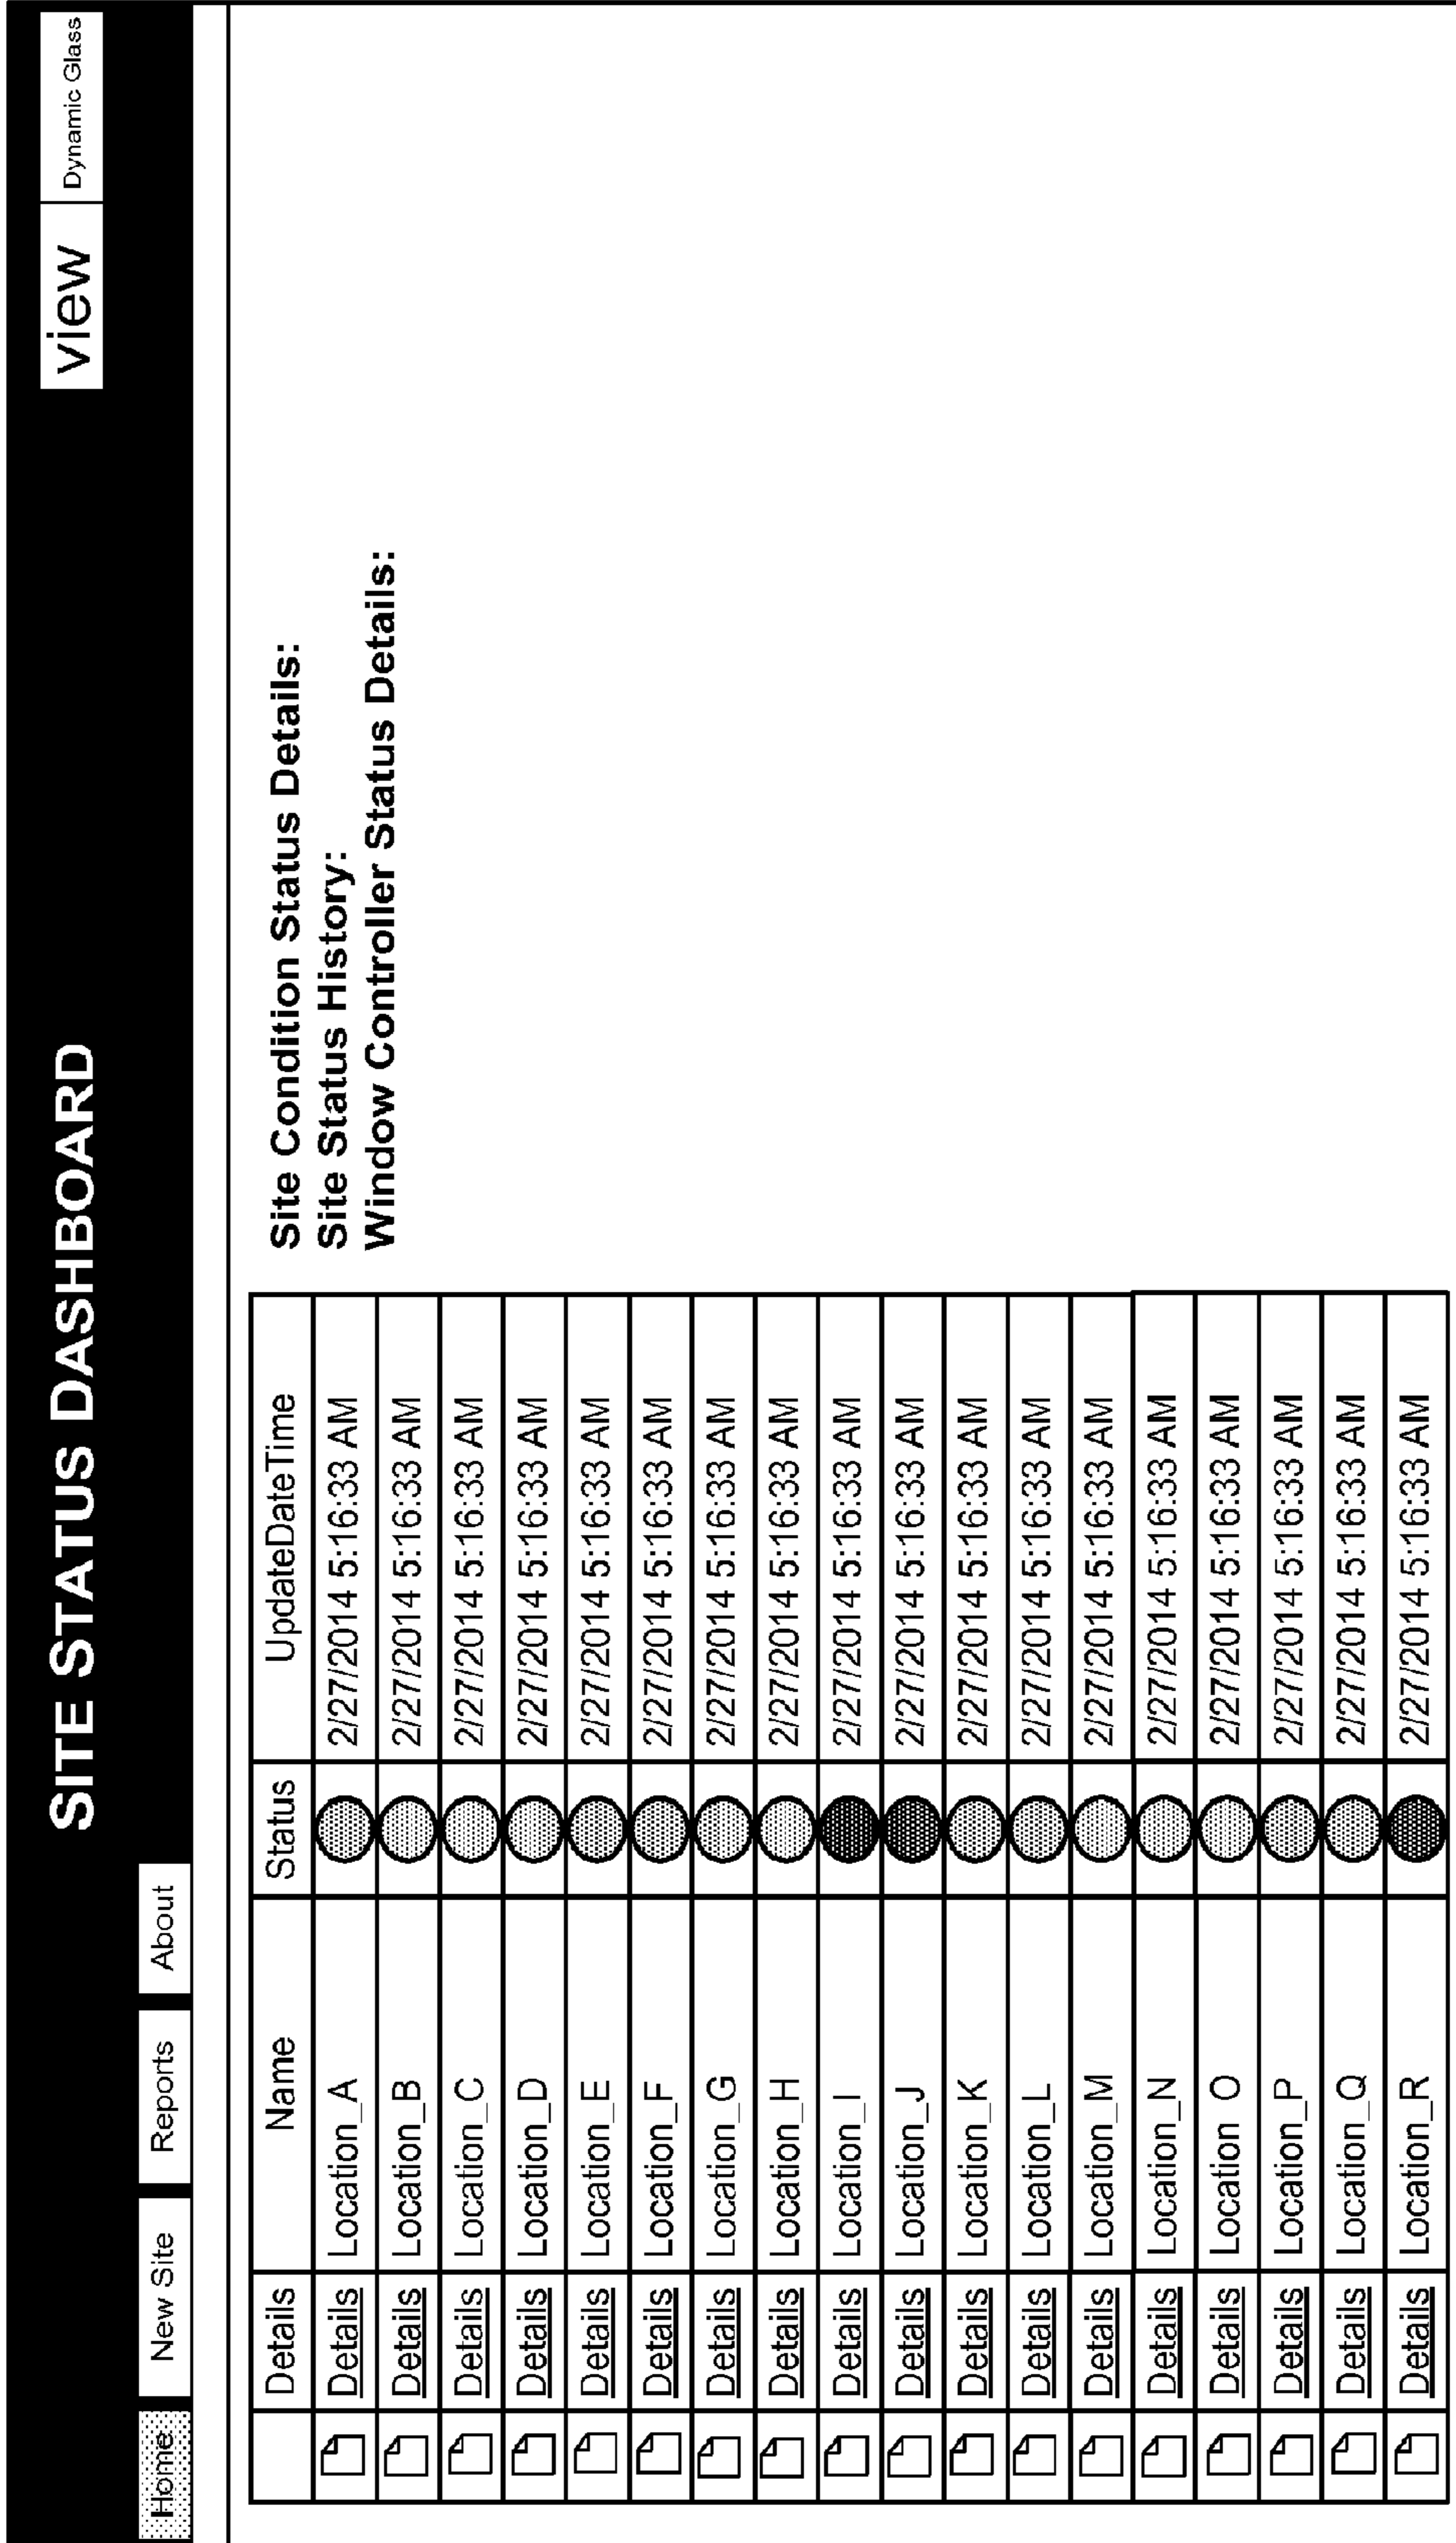 SITE STATUS DASHBOARD
view Dynamic Glass
Home New Site Reports About
Details Name Status UpdateDateTime
Details Location_A 2/27/2014 5:16:33 AM
Details Location_B 2/27/2014 5:16:33 AM
Details Location_C 2/27/2014 5:16:33 AM
Details Location_D 2/27/2014 5:16:33 AM
Details Location_E 2/27/2014 5:16:33 AM
Details Location_F 2/27/2014 5:16:33 AM
Details Location_G 2/27/2014 5:16:33 AM
Details Location_H 2/27/2014 5:16:33 AM
Details Location_I 2/27/2014 5:16:33 AM
Details Location_J 2/27/2014 5:16:33 AM
Details Location_K 2/27/2014 5:16:33 AM
Details Location_L 2/27/2014 5:16:33 AM
Details Location_M 2/27/2014 5:16:33 AM
Details Location_N 2/27/2014 5:16:33 AM
Details Location O 2/27/2014 5:16:33 AM
Details Location_P 2/27/2014 5:16:33 AM
Details Location_Q 2/27/2014 5:16:33 AM
Details Location_R 2/27/2014 5:16:33 AM
Site Condition Status Details:
Site Status History:
Window Controller Status Details: